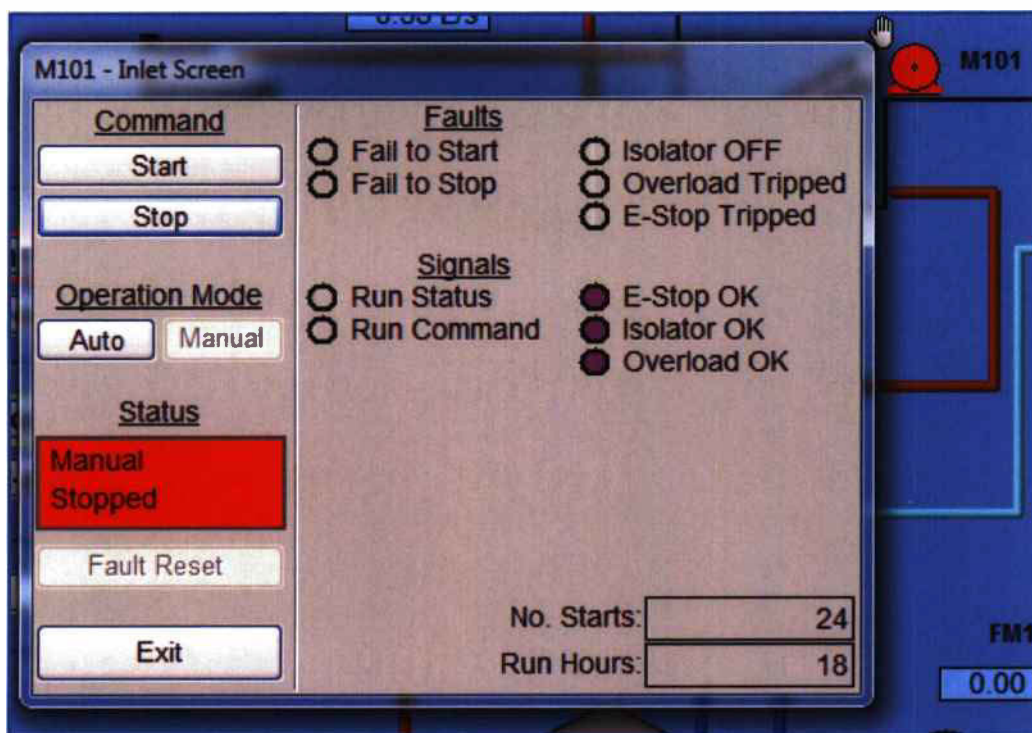 M101 - Inlet Screen
M101
Command
Start
Stop
Operation Mode
Auto
Manual
Status
Manual
Stopped
Fault Reset
Exit
Faults
Fail to Start
Fail to Stop
Isolator OFF
Overload Tripped
E-Stop Tripped
Signals
Run Status
Run Command
E-Stop OK
Isolator OK
Overload OK
No. Starts: 24
Run Hours: 18
FM1
0.00